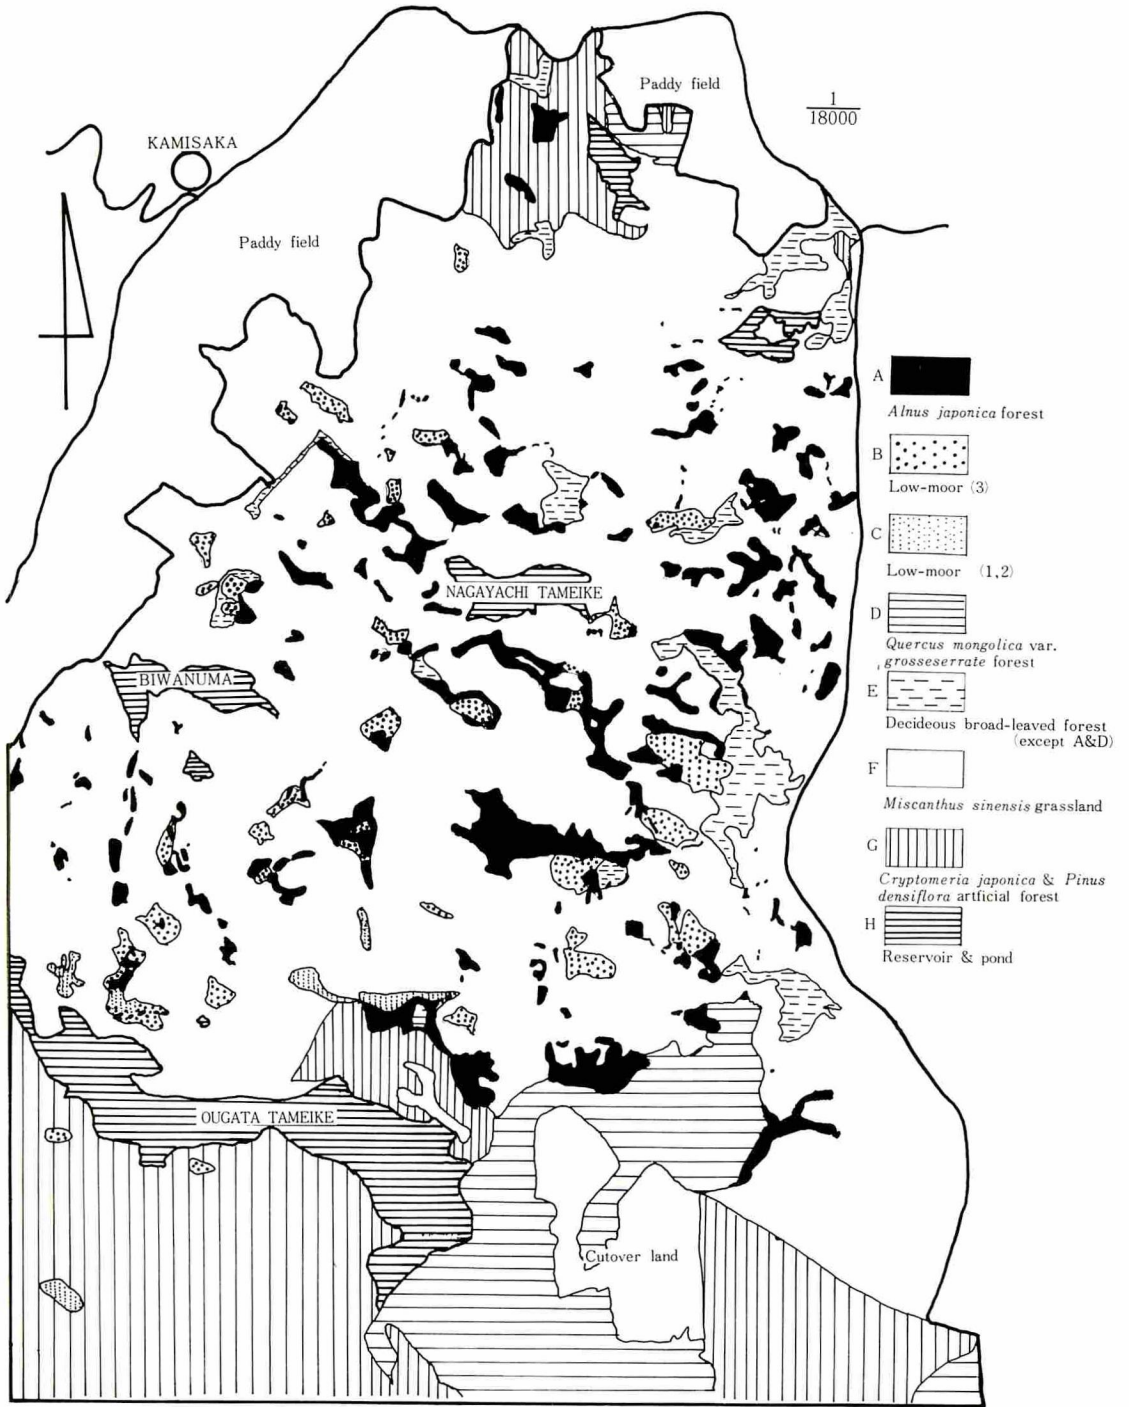 Paddy field
1
18000
KAMISAKA
Paddy field
A
Alnus japonica forest
B
Low-moor (3)
C
Low-moor (1,2)
NAGAYACHI TAMEIKE
D
Quercus mongolica var.
grosseserrate forest
BIWANUMA
E
Decideous broad-leaved forest
(except A&D)
F
Miscanthus sinensis grassland
G
Cryptomeria japonica & Pinus
densiflora artficial forest
H
Reservoir & pond
OUGATA TAMEIKE
Cutover land